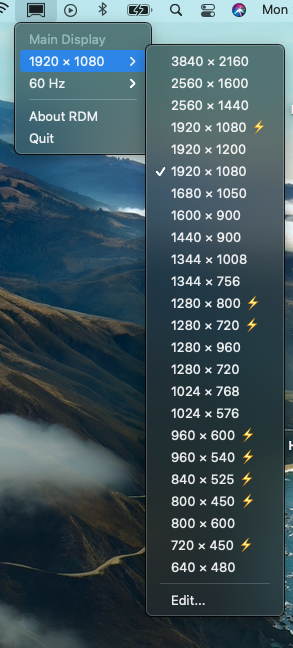 Main Display
1920 × 1080
60 Hz
About RDM
Quit
3840 × 2160
2560 × 1600
2560 × 1440
1920 × 1080 ⚡
1920 × 1200
✓ 1920 × 1080
1680 × 1050
1600 × 900
1440 × 900
1344 × 1008
1344 × 756
1280 × 800 ⚡
1280 × 720 ⚡
1280 × 960
1280 × 720
1024 × 768
1024 × 576
960 × 600 ⚡
960 × 540 ⚡
840 × 525 ⚡
800 × 450 ⚡
800 × 600
720 × 450 ⚡
640 × 480
Edit...